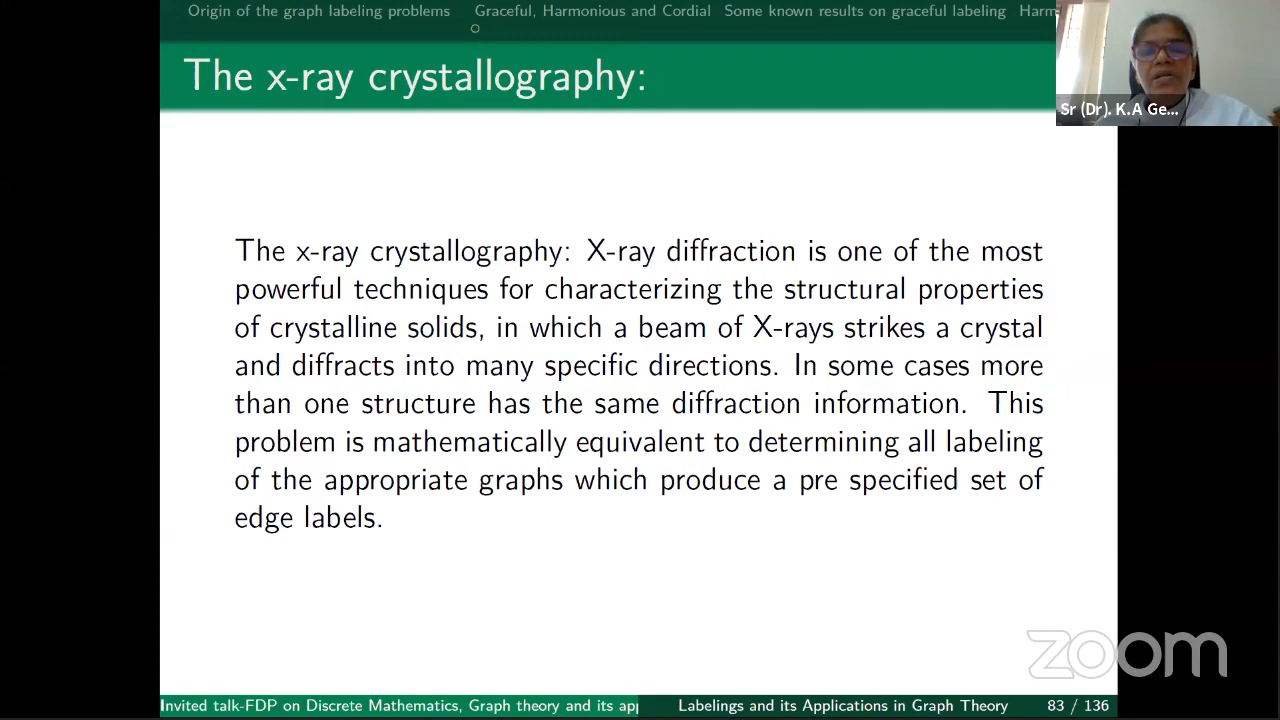 Origin of the graph labeling problems Graceful, Harmonious and Cordial Some known results on graceful labeling Harm
The x-ray crystallography:
Sr (Dr). K.A Ge...
The x-ray crystallography: X-ray diffraction is one of the most
powerful techniques for characterizing the structural properties
of crystalline solids, in which a beam of X-rays strikes a crystal
and diffracts into many specific directions. In some cases more
than one structure has the same diffraction information. This
problem is mathematically equivalent to determining all labeling
of the appropriate graphs which produce a pre specified set of
edge labels.
zoom
Invited talk-FDP on Discrete Mathematics, Graph theory and its app Labelings and its Applications in Graph Theory 83 / 136